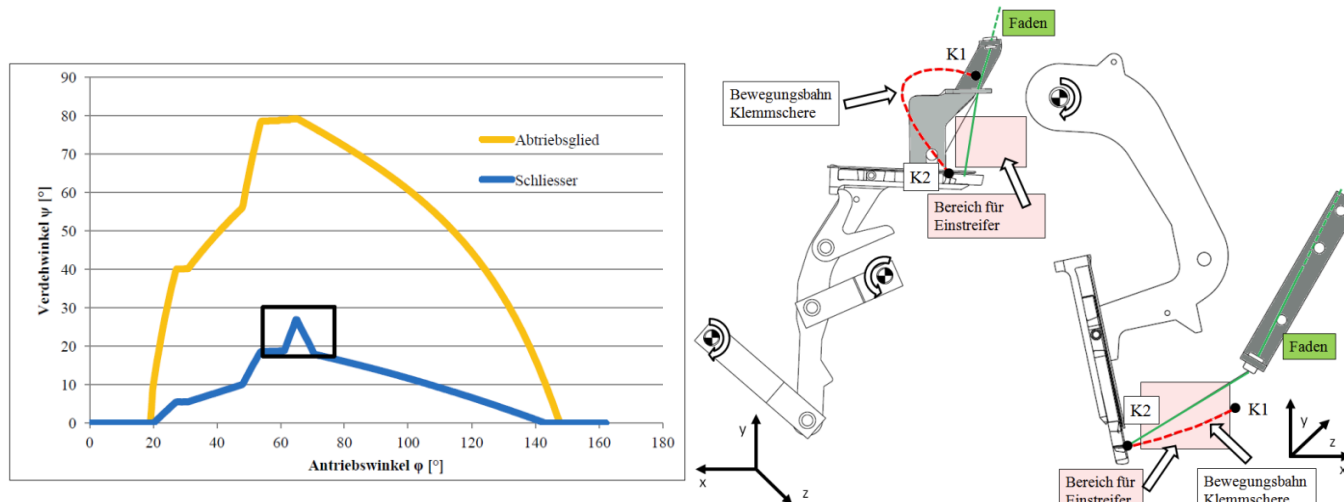 90
80
70
60
50
40
30
20
10
0
Verdehwinkel ψ [°]
Abtriebsglied
Schliesser
0 20 40 60 80 100 120 140 160 180
Antriebswinkel φ [°]
Faden
K1
Bewegungsbahn
Klemmschere
K2
Bereich für
Einstreifer
y
x
z
Faden
K2
K1
y
z
x
Bereich für
Einstreifer
Bewegungsbahn
Klemmschere